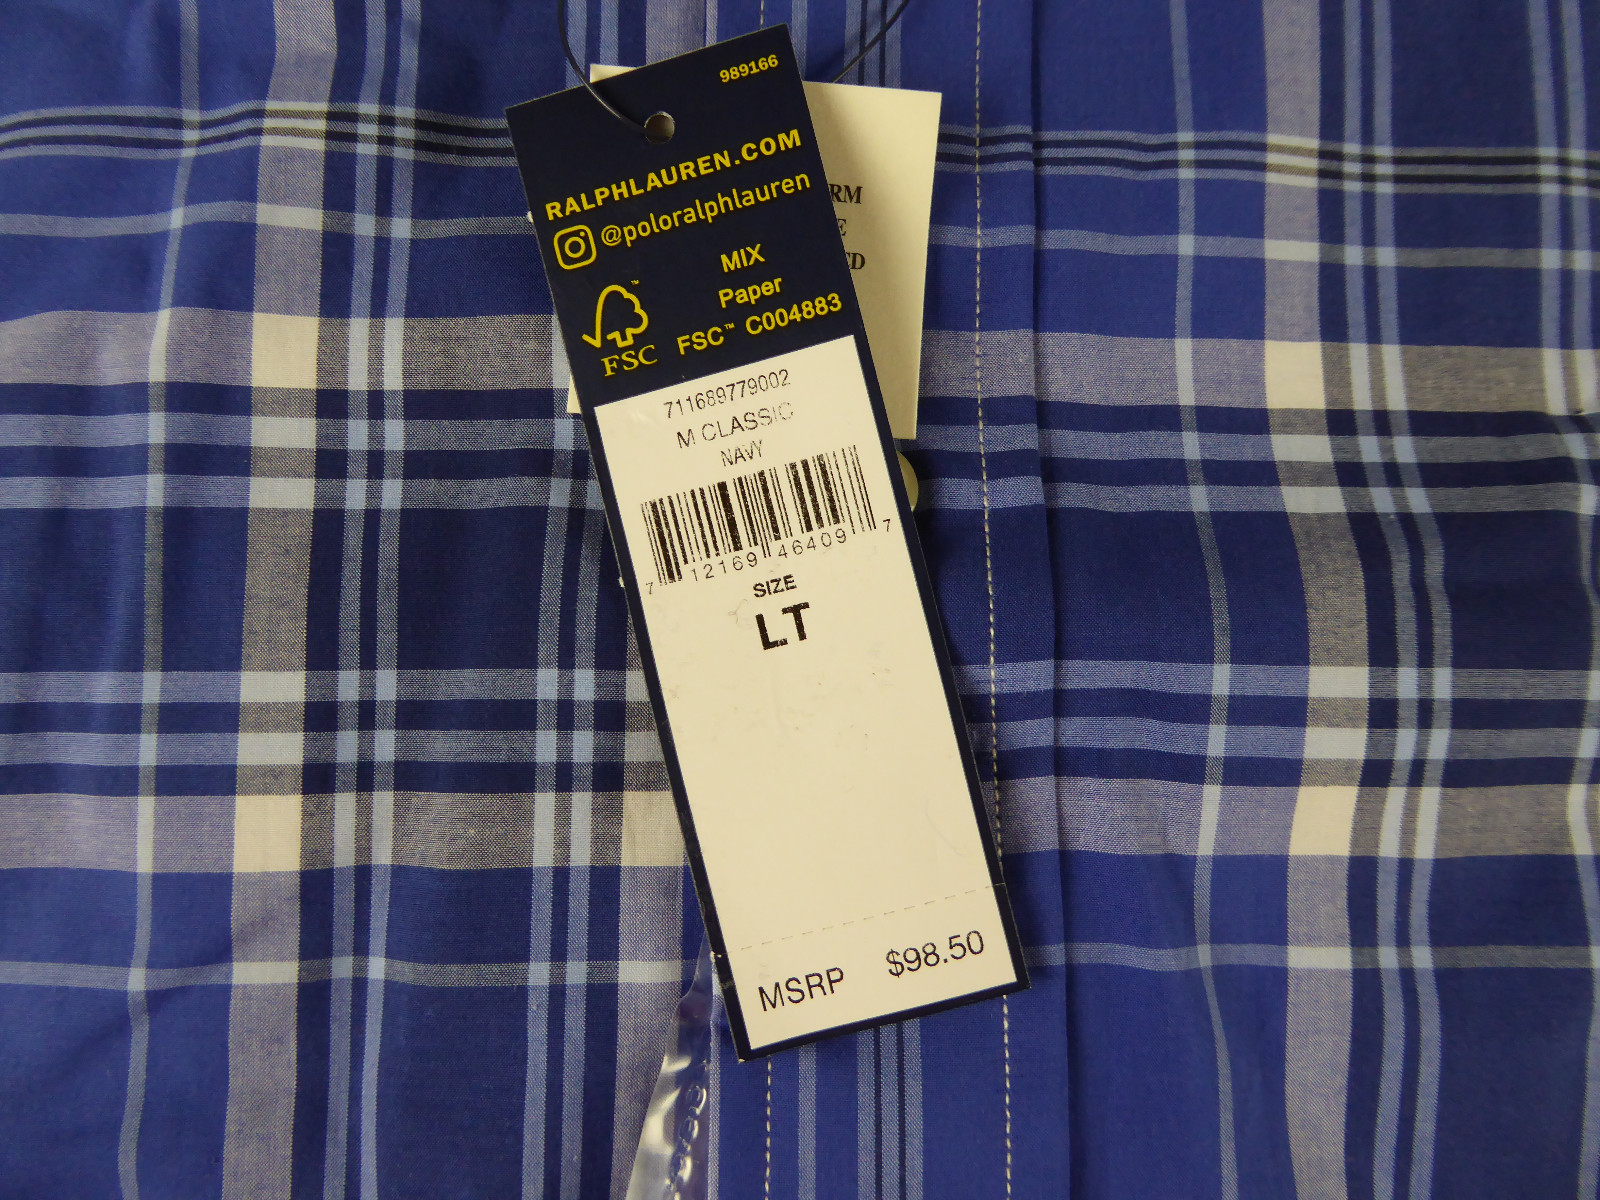 989166
RALPHLAUREN.COM
@poloralphlauren
MIX
Paper
FSC™ C004883
FSC
711689779002
M CLASSIC
NAVY
7 12169 46409 7
SIZE
LT
MSRP $98.50